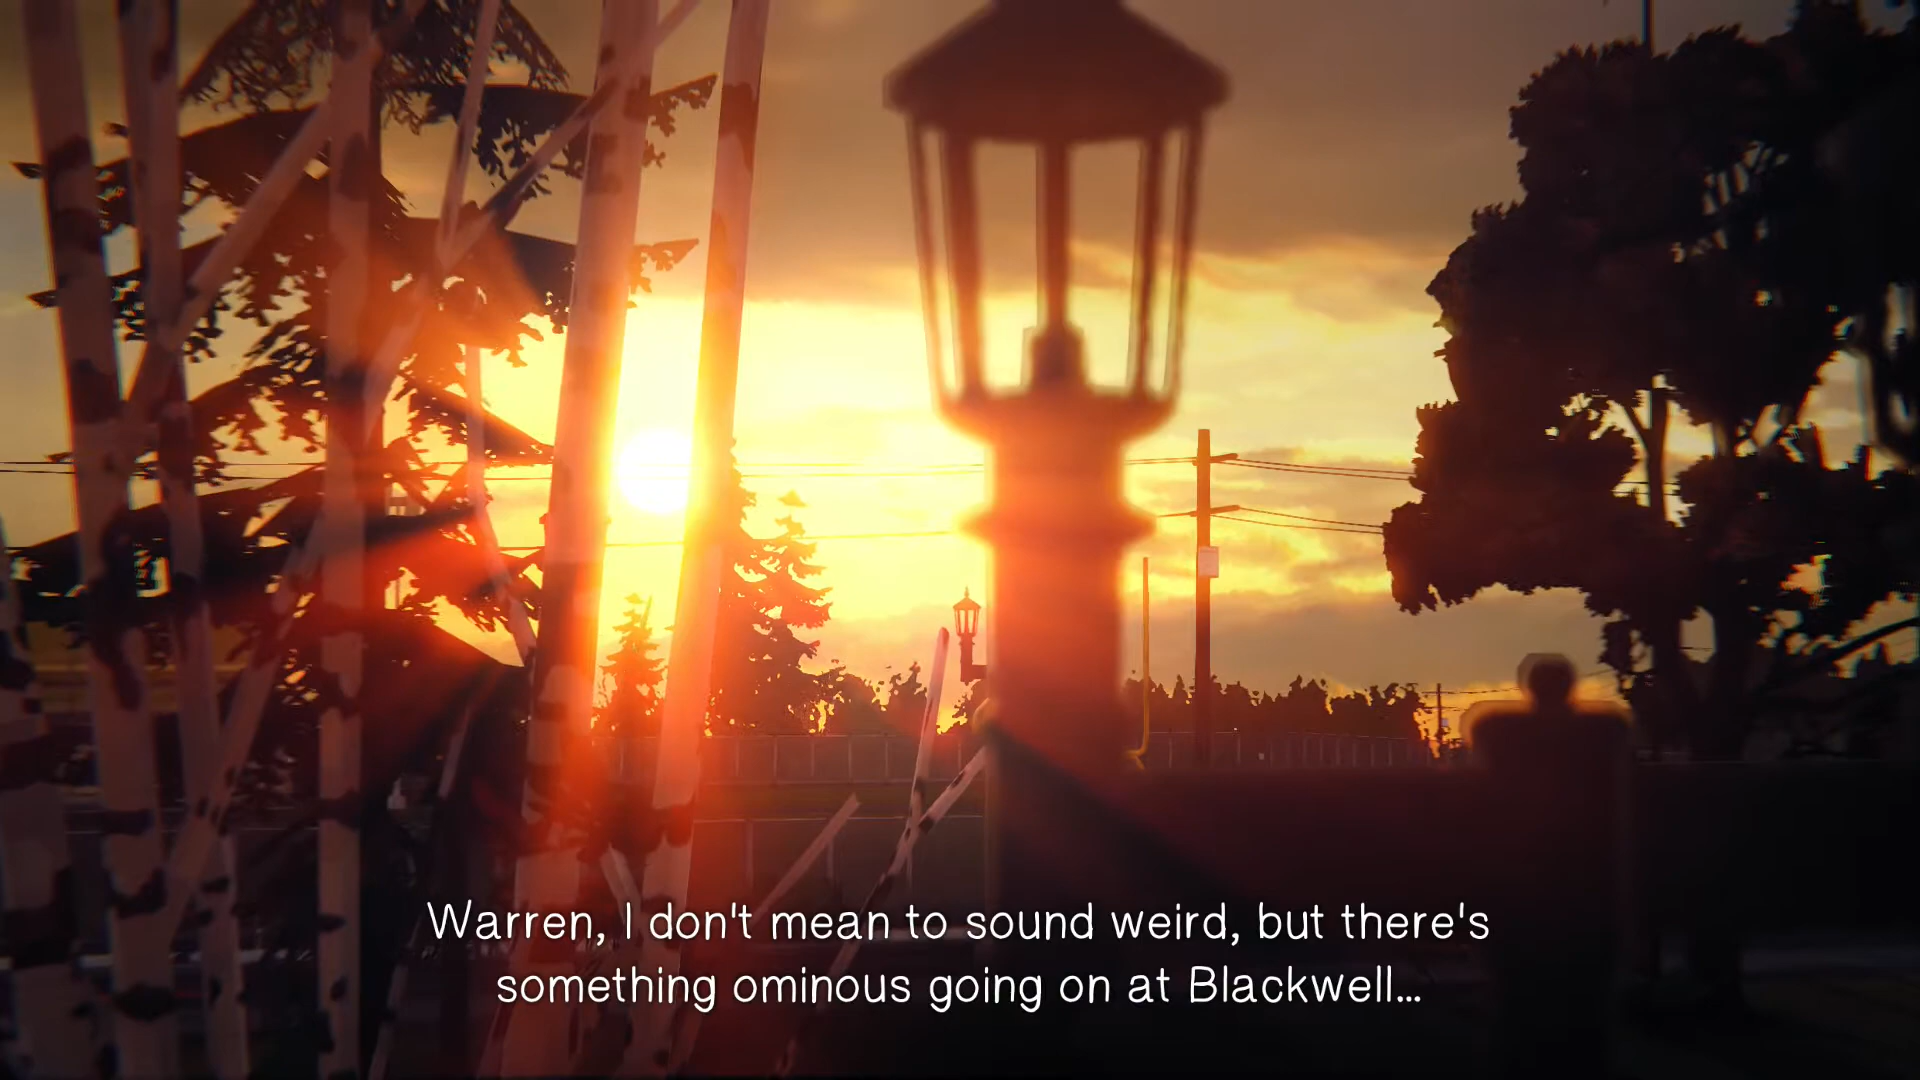 Warren, I don't mean to sound weird, but there's
something ominous going on at Blackwell...